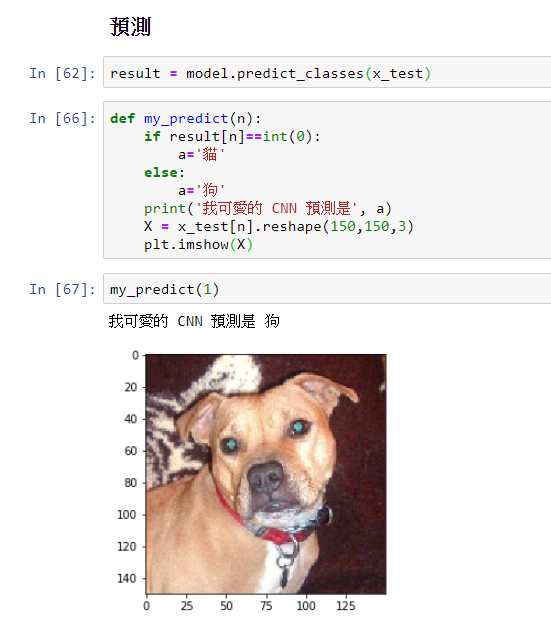 預測
In [62]: result = model.predict_classes(x_test)
In [66]: def my_predict(n):
    if result[n]==int(0):
        a='貓'
    else:
        a='狗'
    print('我可愛的 CNN 預測是', a)
    X = x_test[n].reshape(150,150,3)
    plt.imshow(X)
In [67]: my_predict(1)
我可愛的 CNN 預測是 狗
0
20
40
60
80
100
120
140
0 25 50 75 100 125